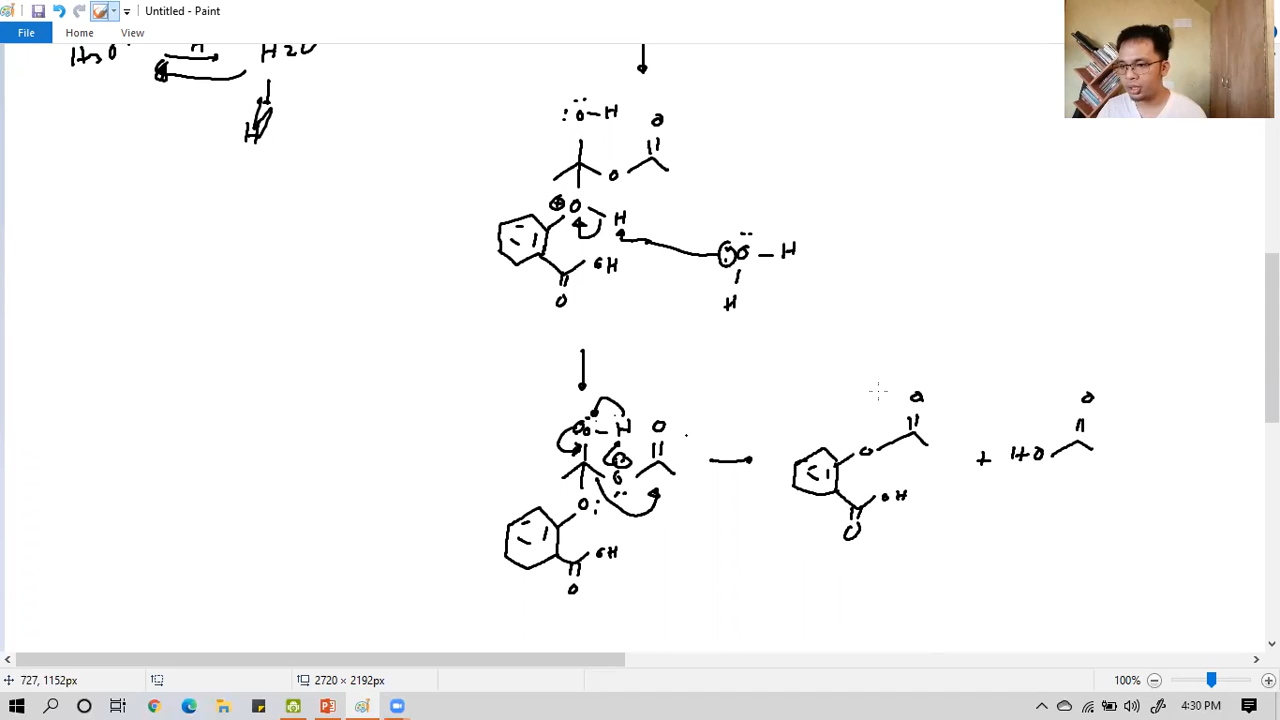 Untitled - Paint
File Home View
H3O+ H H2O
H
:O-H O
O
⊕ O H
O-H
H
OH
O
O H O
O
O
OH
O
O
O
OH
O
+ HO
O
727, 1152px
2720 × 2192px
100%
4:30 PM